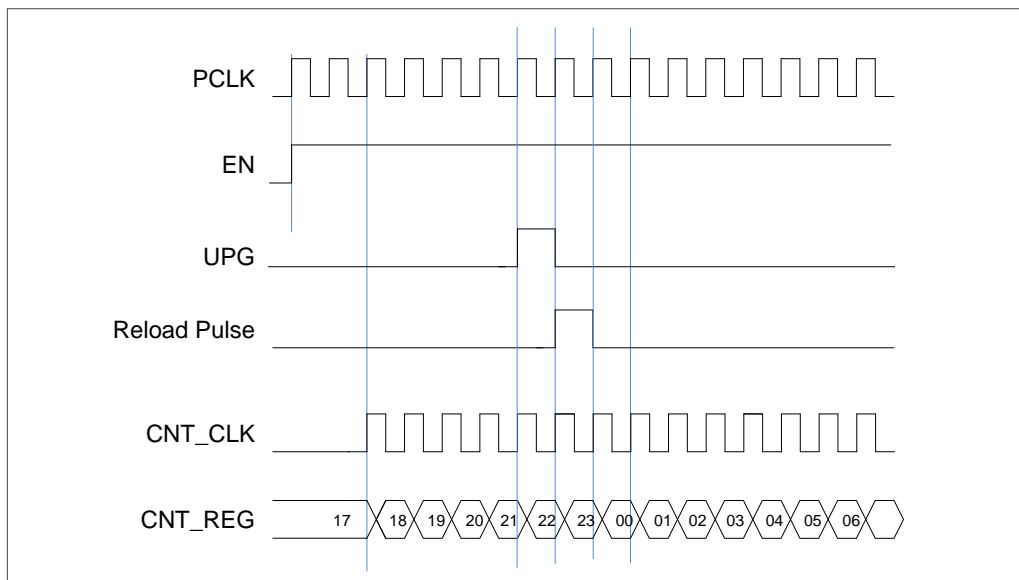 PCLK
EN
UPG
Reload Pulse
CNT_CLK
CNT_REG 17 18 19 20 21 22 23 00 01 02 03 04 05 06